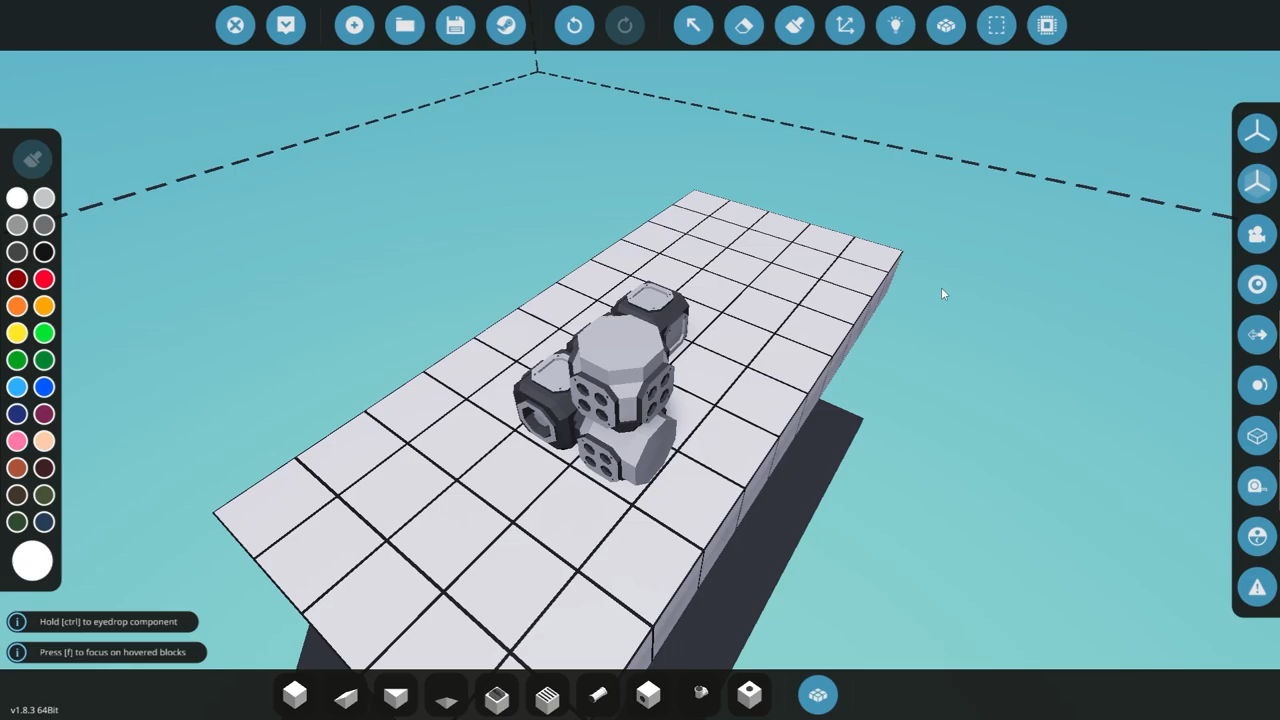 Hold [ctrl] to eyedrop component
Press [f] to focus on hovered blocks
v1.8.3 64Bit